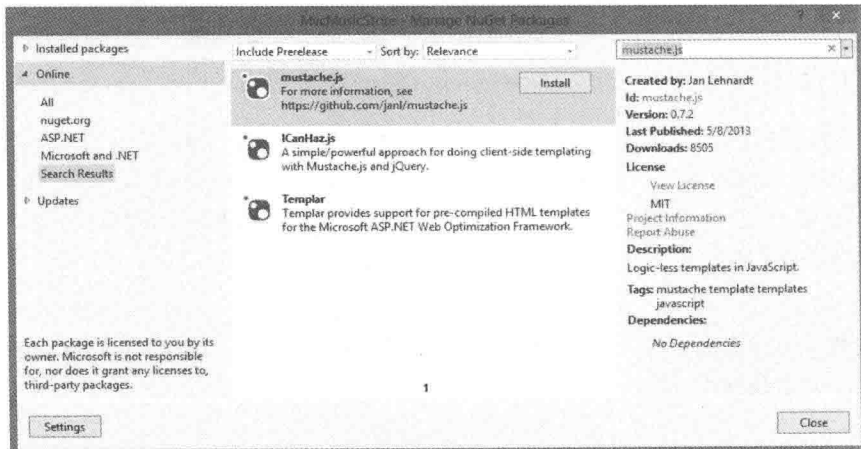 MvcMusicStore - Manage NuGet Packages
? ×
Installed packages
Online
All
nuget.org
ASP.NET
Microsoft and .NET
Search Results
Updates
Each package is licensed to you by its
owner. Microsoft is not responsible
for, nor does it grant any licenses to,
third-party packages.
Settings
Include Prerelease
Sort by: Relevance
mustache.js
For more information, see
https://github.com/janl/mustache.js
Install
ICanHaz.js
A simple/powerful approach for doing client-side templating
with Mustache.js and jQuery.
Templar
Templar provides support for pre-compiled HTML templates
for the Microsoft ASP.NET Web Optimization Framework.
1
mustache.js
Created by: Jan Lehnardt
Id: mustache.js
Version: 0.7.2
Last Published: 5/8/2013
Downloads: 8505
License
View License
MIT
Project Information
Report Abuse
Description:
Logic-less templates in JavaScript.
Tags: mustache template templates
javascript
Dependencies:
No Dependencies
Close